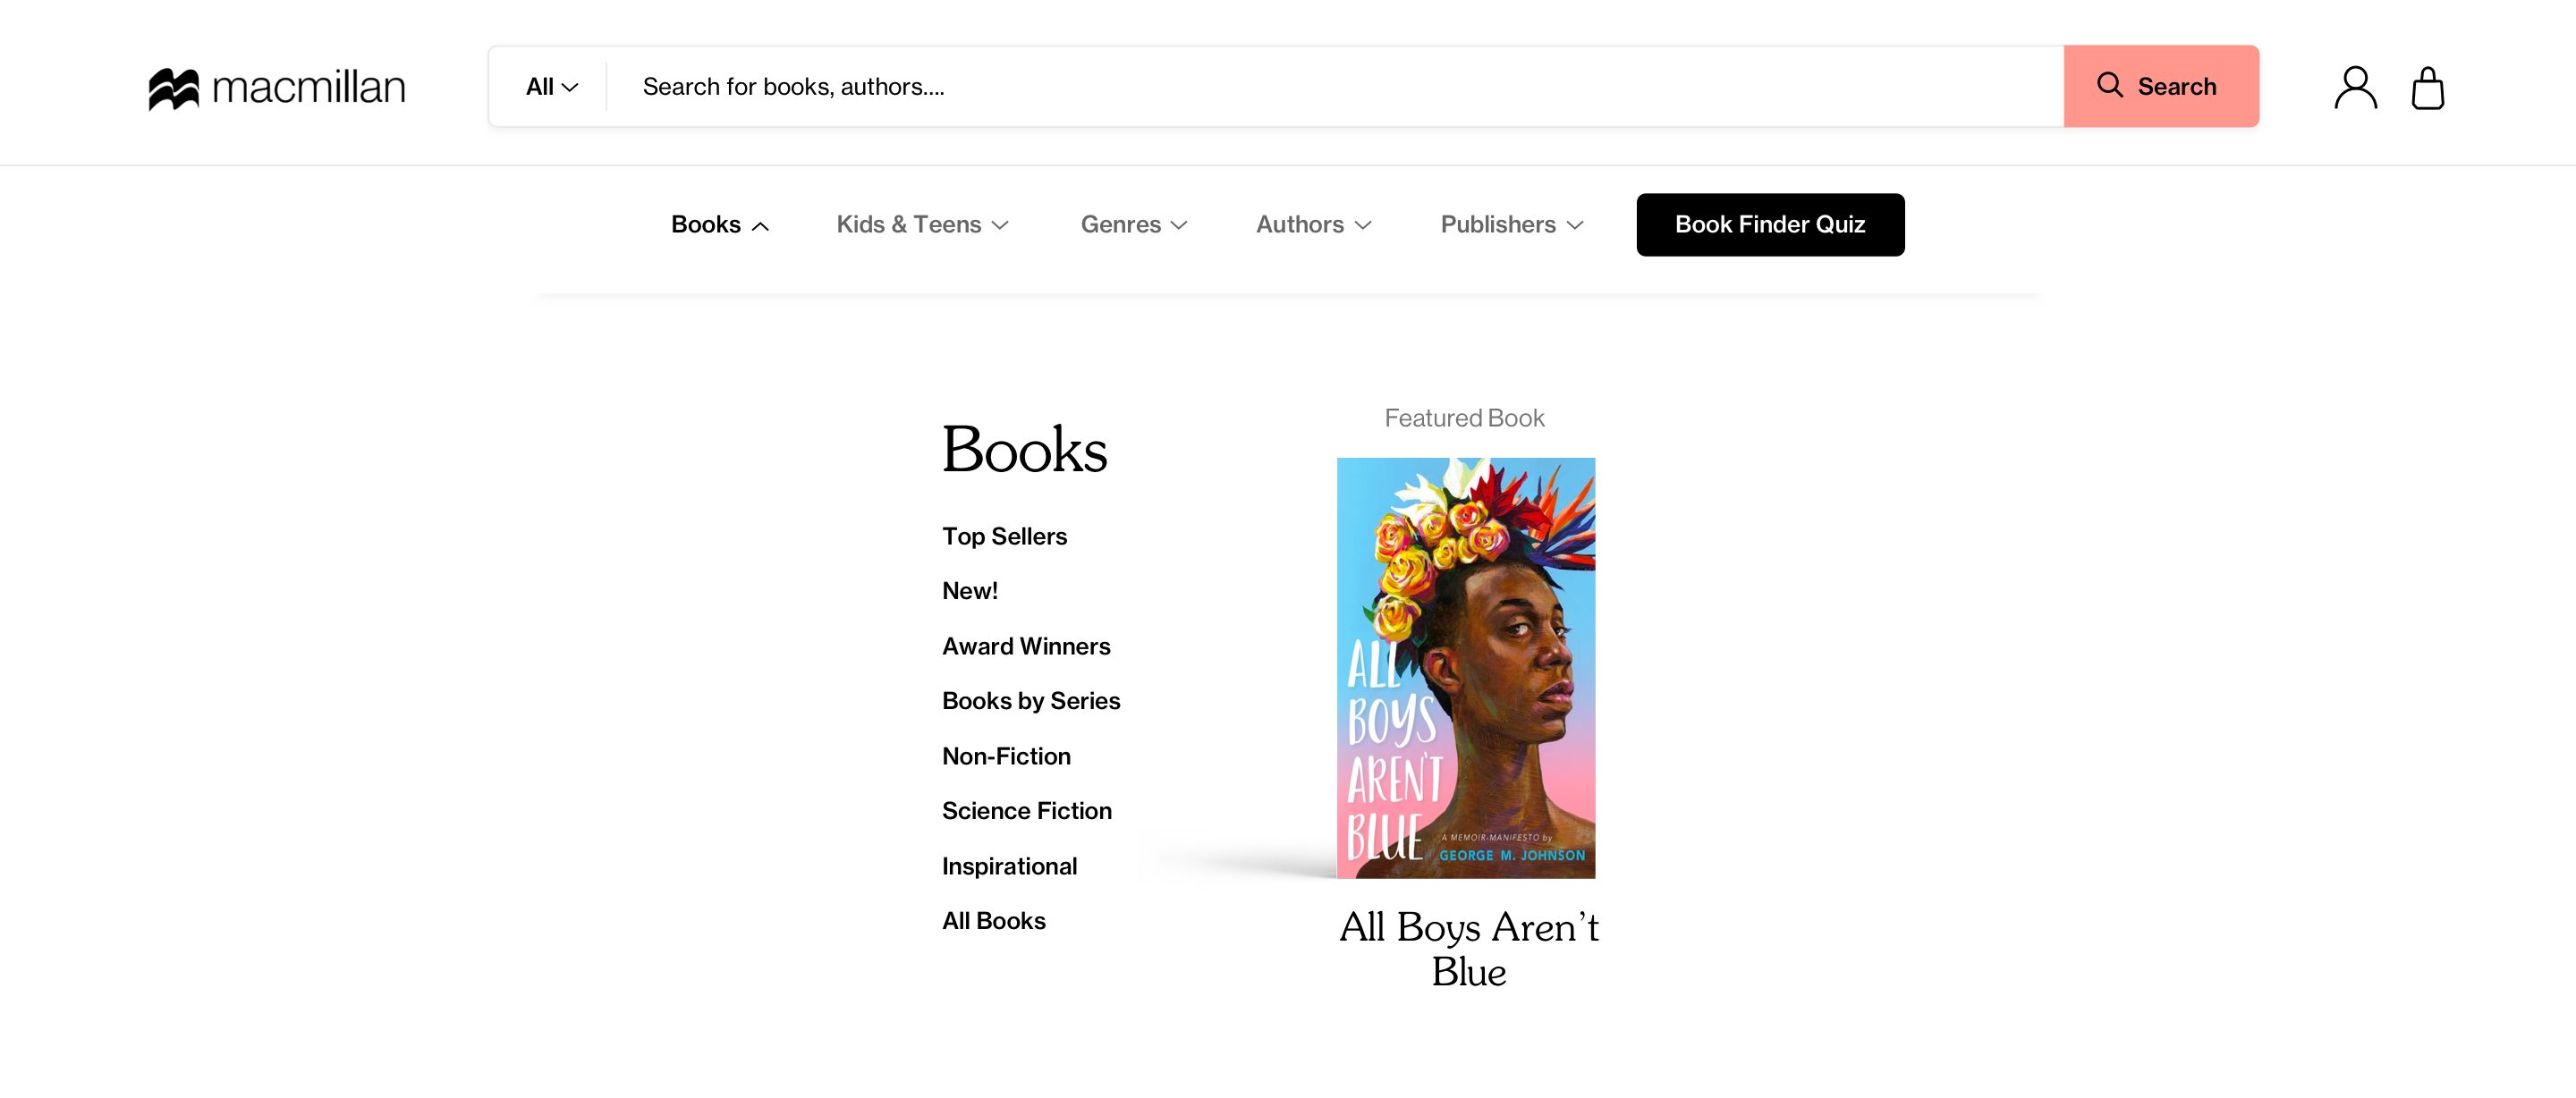 macmillan
All
Search for books, authors....
Search
Books
Kids & Teens
Genres
Authors
Publishers
Book Finder Quiz
Books
Top Sellers
New!
Award Winners
Books by Series
Non-Fiction
Science Fiction
Inspirational
All Books
Featured Book
ALL
BOYS
AREN'T
BLUE
A MEMOIR-MANIFESTO by
GEORGE M. JOHNSON
All Boys Aren’t
Blue